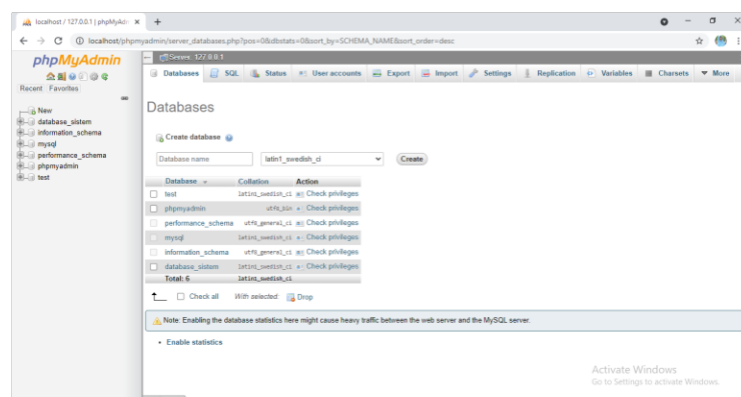 localhost / 127.0.0.1 | phpMyAdm
localhost/phpmyadmin/server_databases.php?pos=0&dbstats=0&sort_by=SCHEMA_NAME&sort_order=desc
phpMyAdmin
Recent Favorites
New
database_sistem
information_schema
mysql
performance_schema
phpmyadmin
test
Server: 127.0.0.1
Databases SQL Status User accounts Export Import Settings Replication Variables Charsets More
Databases
Create database
Database name latin1_swedish_ci Create
Database Collation Action
test latin1_swedish_ci Check privileges
phpmyadmin utf8_bin Check privileges
performance_schema utf8_general_ci Check privileges
mysql latin1_swedish_ci Check privileges
information_schema utf8_general_ci Check privileges
database_sistem latin1_swedish_ci Check privileges
Total: 6 latin1_swedish_ci
Check all With selected: Drop
Note: Enabling the database statistics here might cause heavy traffic between the web server and the MySQL server.
Enable statistics
Activate Windows
Go to Settings to activate Windows.